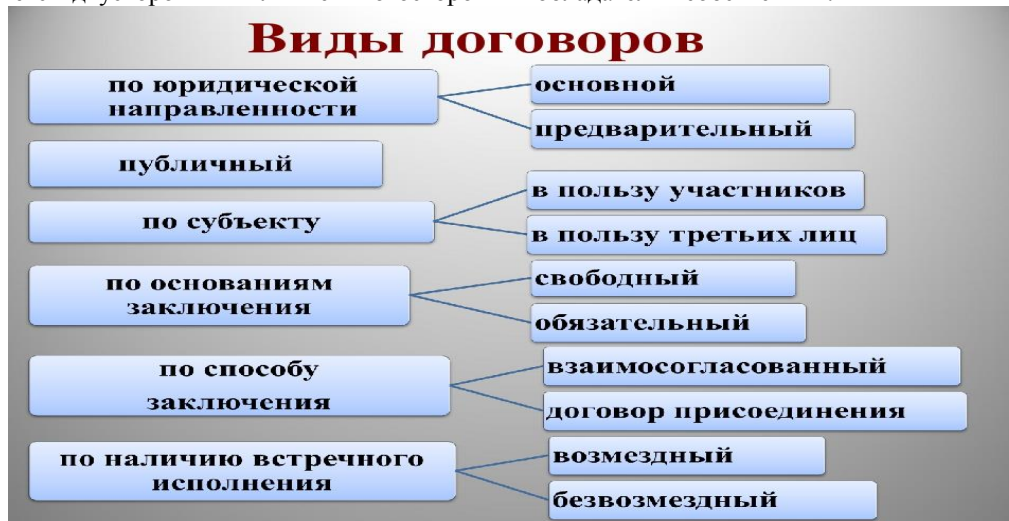 Виды договоров
по юридической
направленности
основной
предварительный
публичный
по субъекту
в пользу участников
в пользу третьих лиц
по основаниям
заключения
свободный
обязательный
по способу
заключения
взаимосогласованный
договор присоединения
по наличию встречного
исполнения
возмездный
безвозмездный